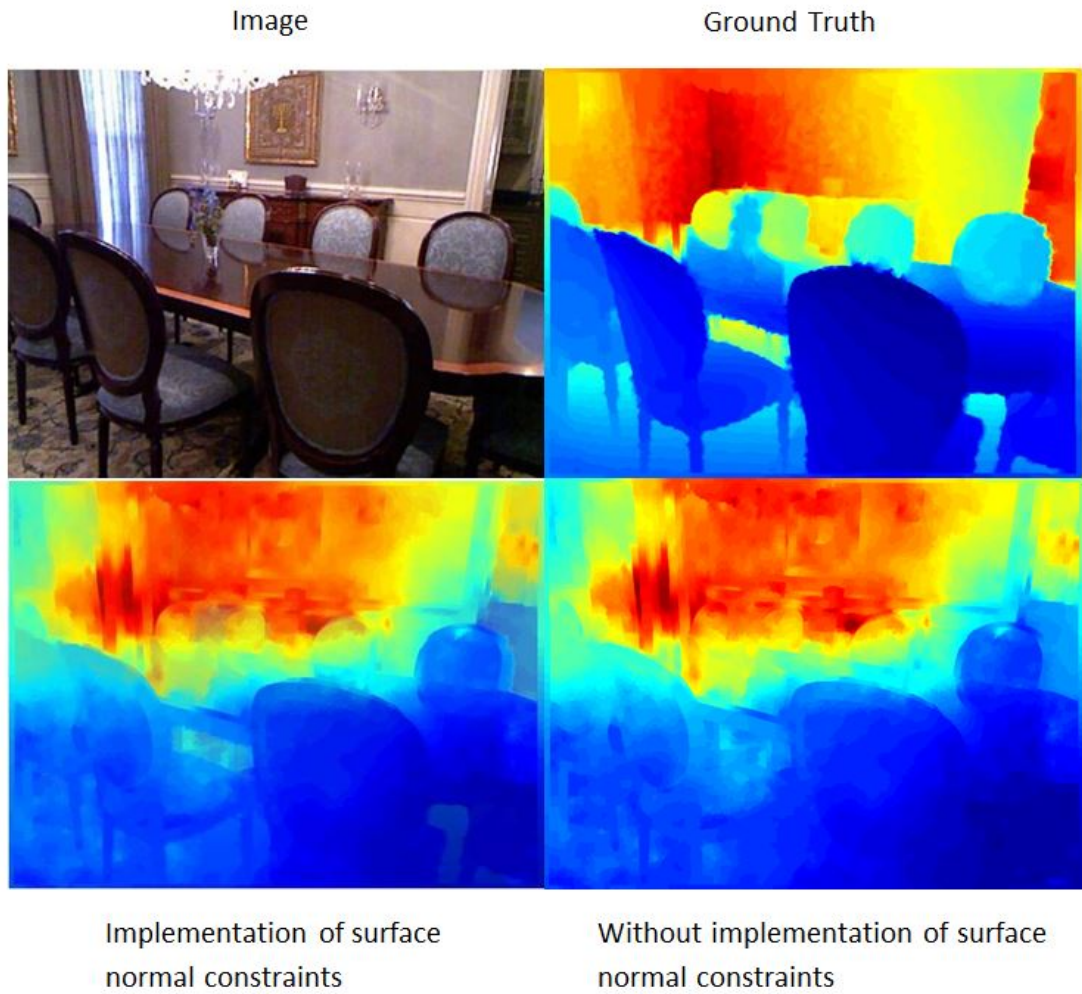 Image
Ground Truth
Implementation of surface
normal constraints
Without implementation of surface
normal constraints